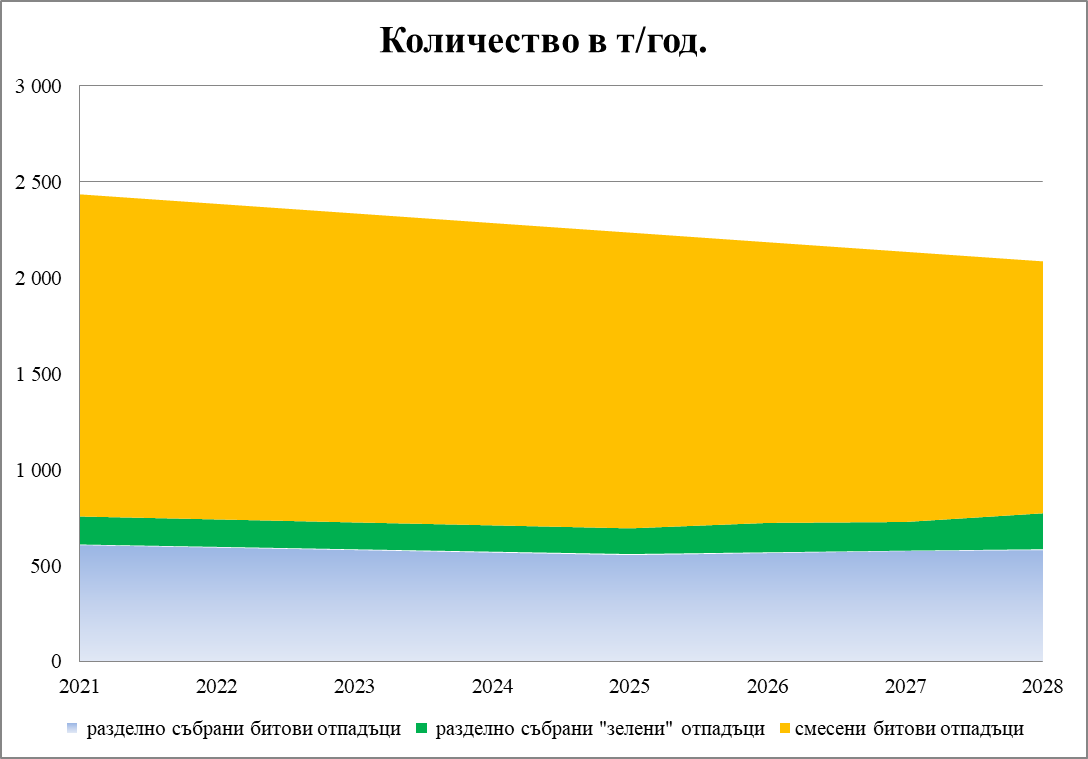 Количество в т/год.
3 000
2 500
2 000
1 500
1 000
500
0
2021 2022 2023 2024 2025 2026 2027 2028
разделно събрани битови отпадъци разделно събрани "зелени" отпадъци смесени битови отпадъци